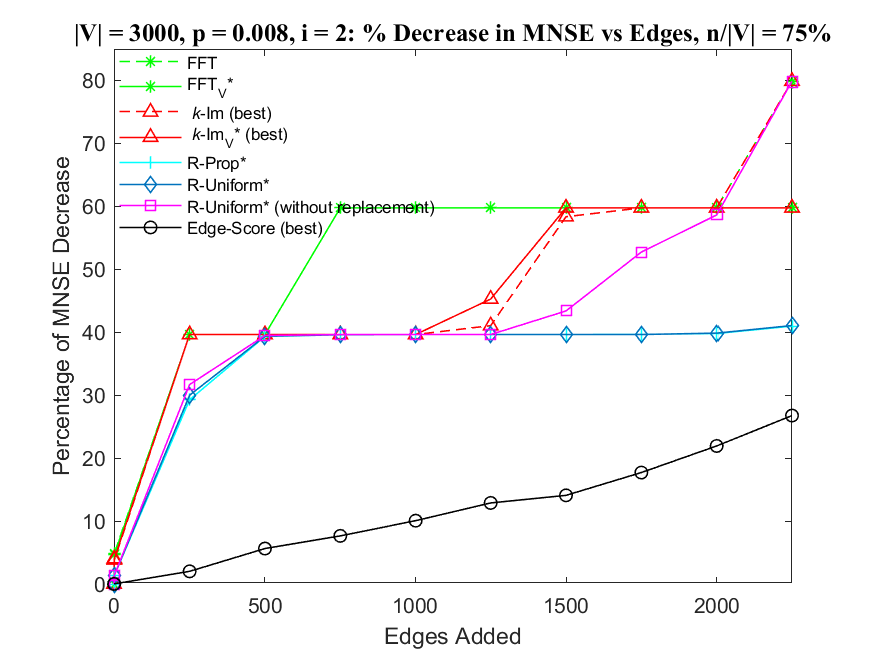 |V| = 3000, p = 0.008, i = 2: % Decrease in MNSE vs Edges, n/|V| = 75%
FFT
FFT_V*
k-Im (best)
k-Im_V* (best)
R-Prop*
R-Uniform*
R-Uniform* (without replacement)
Edge-Score (best)
Percentage of MNSE Decrease
80
70
60
50
40
30
20
10
0
0 500 1000 1500 2000
Edges Added